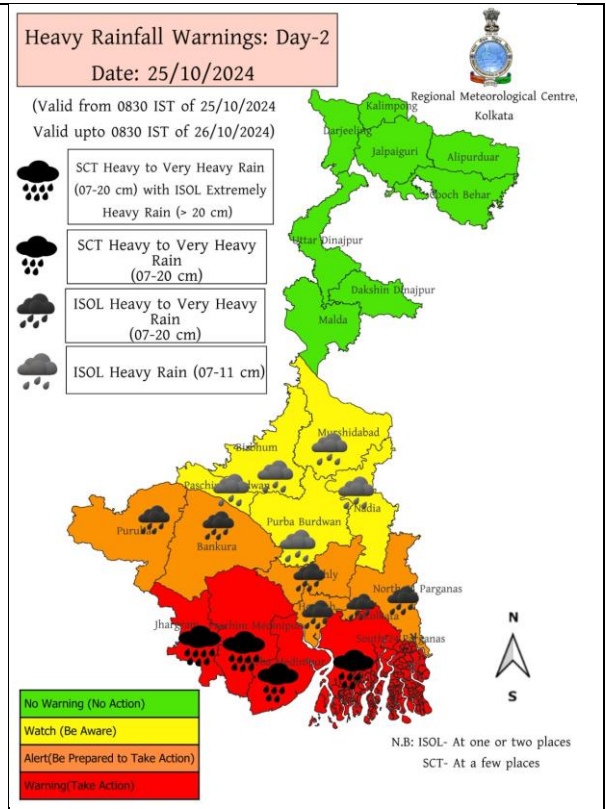 Heavy Rainfall Warnings: Day-2
Date: 25/10/2024
Regional Meteorological Centre,
Kolkata
(Valid from 0830 IST of 25/10/2024
Valid upto 0830 IST of 26/10/2024)
SCT Heavy to Very Heavy Rain
(07-20 cm) with ISOL Extremely
Heavy Rain (> 20 cm)
SCT Heavy to Very Heavy
Rain
(07-20 cm)
ISOL Heavy to Very Heavy
Rain
(07-20 cm)
ISOL Heavy Rain (07-11 cm)
Kalimpong
Darjeeling
Jalpaiguri
Alipurduar
Cooch Behar
Uttar Dinajpur
Dakshin Dinajpur
Malda
Murshidabad
Birbhum
Nadia
Purba Burdwan
Bankura
Parganas
Parganas
N
S
No Warning (No Action)
Watch (Be Aware)
Alert(Be Prepared to Take Action)
Warning(Take Action)
N.B: ISOL- At one or two places
SCT- At a few places